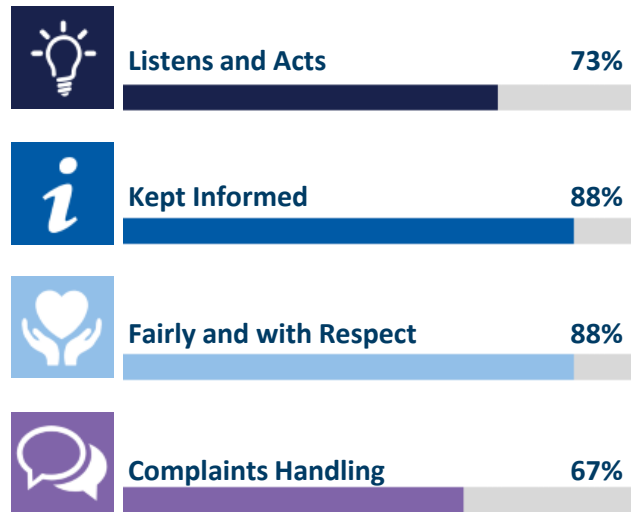 Listens and Acts 73%
Kept Informed 88%
Fairly and with Respect 88%
Complaints Handling 67%